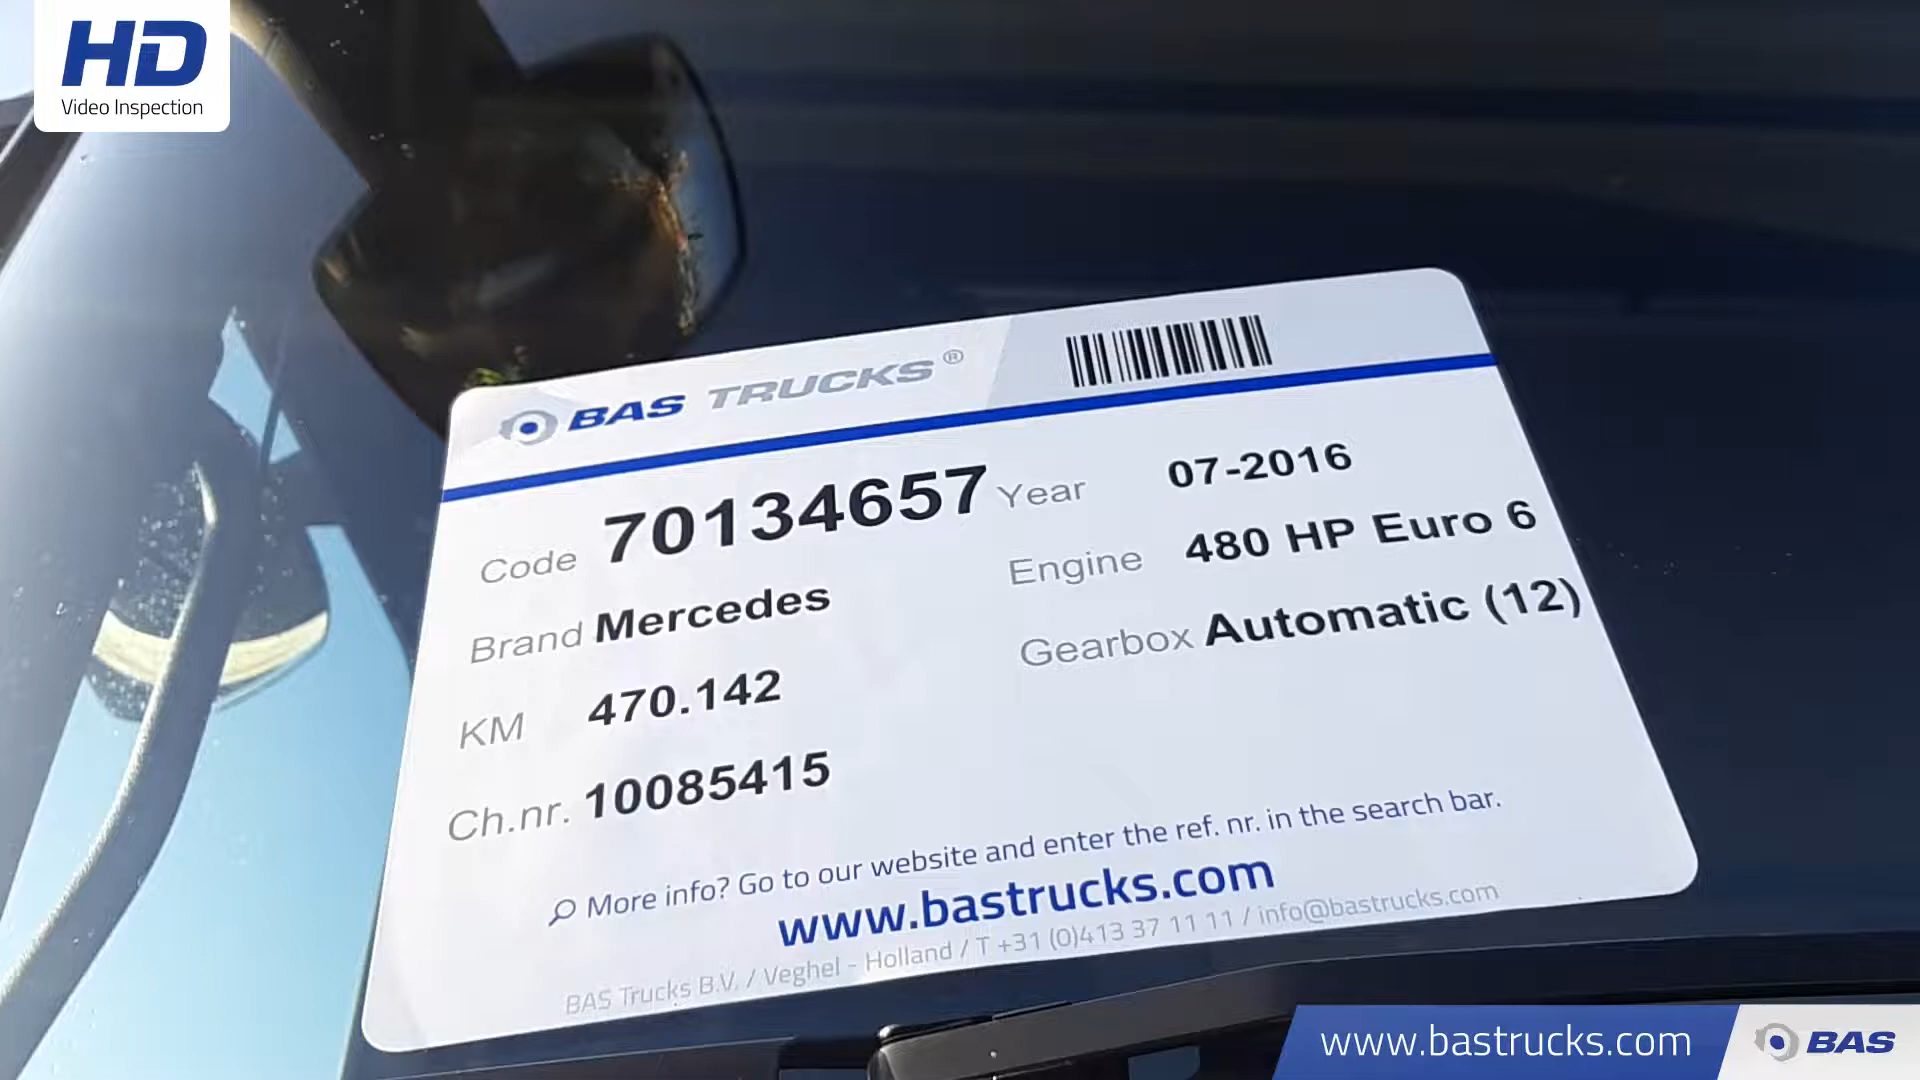 HD
Video Inspection
BAS TRUCKS®
Code 70134657
Year 07-2016
Brand Mercedes
Engine 480 HP Euro 6
KM 470.142
Gearbox Automatic (12)
Ch.nr. 10085415
More info? Go to our website and enter the ref. nr. in the search bar.
www.bastrucks.com
BAS Trucks B.V. / Veghel - Holland / T +31 (0)413 37 11 11 / info@bastrucks.com
www.bastrucks.com
BAS